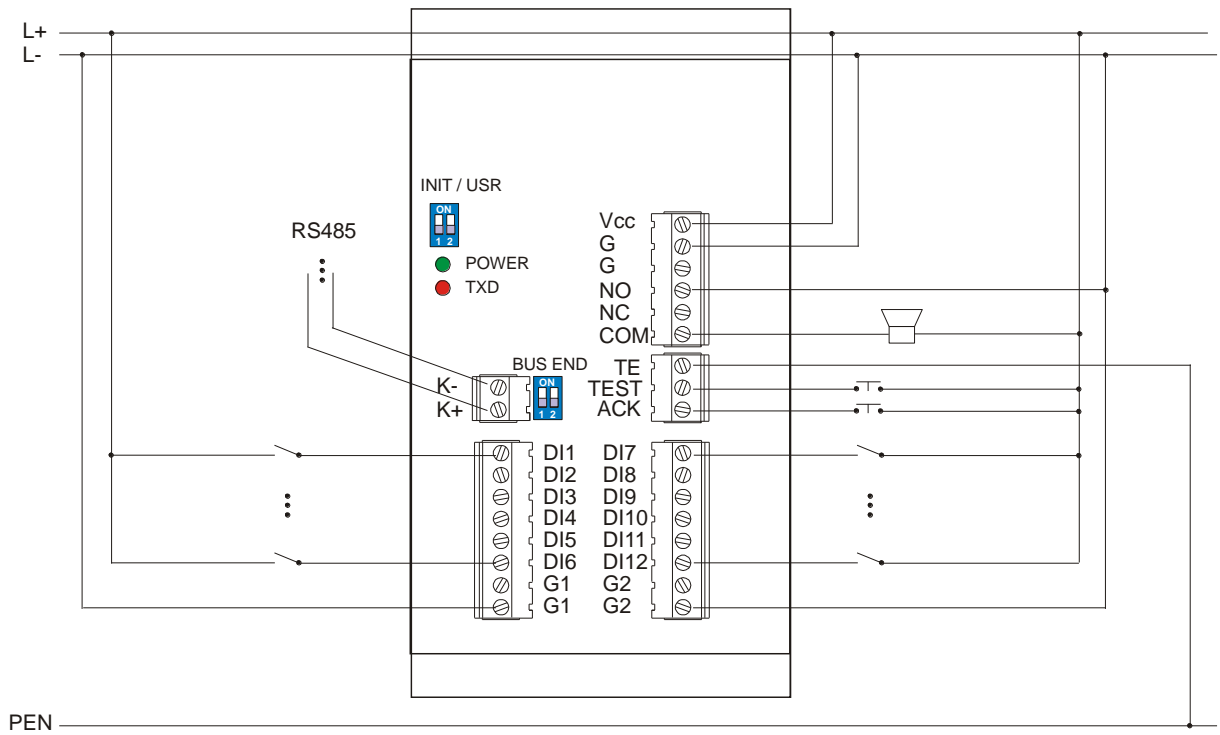 L+
L-
INIT / USR
ON
1 2
RS485
POWER
TXD
Vcc
G
G
NO
NC
COM
BUS END
ON
1 2
K-
K+
TE
TEST
ACK
DI1 DI7
DI2 DI8
DI3 DI9
DI4 DI10
DI5 DI11
DI6 DI12
G1 G2
G1 G2
PEN